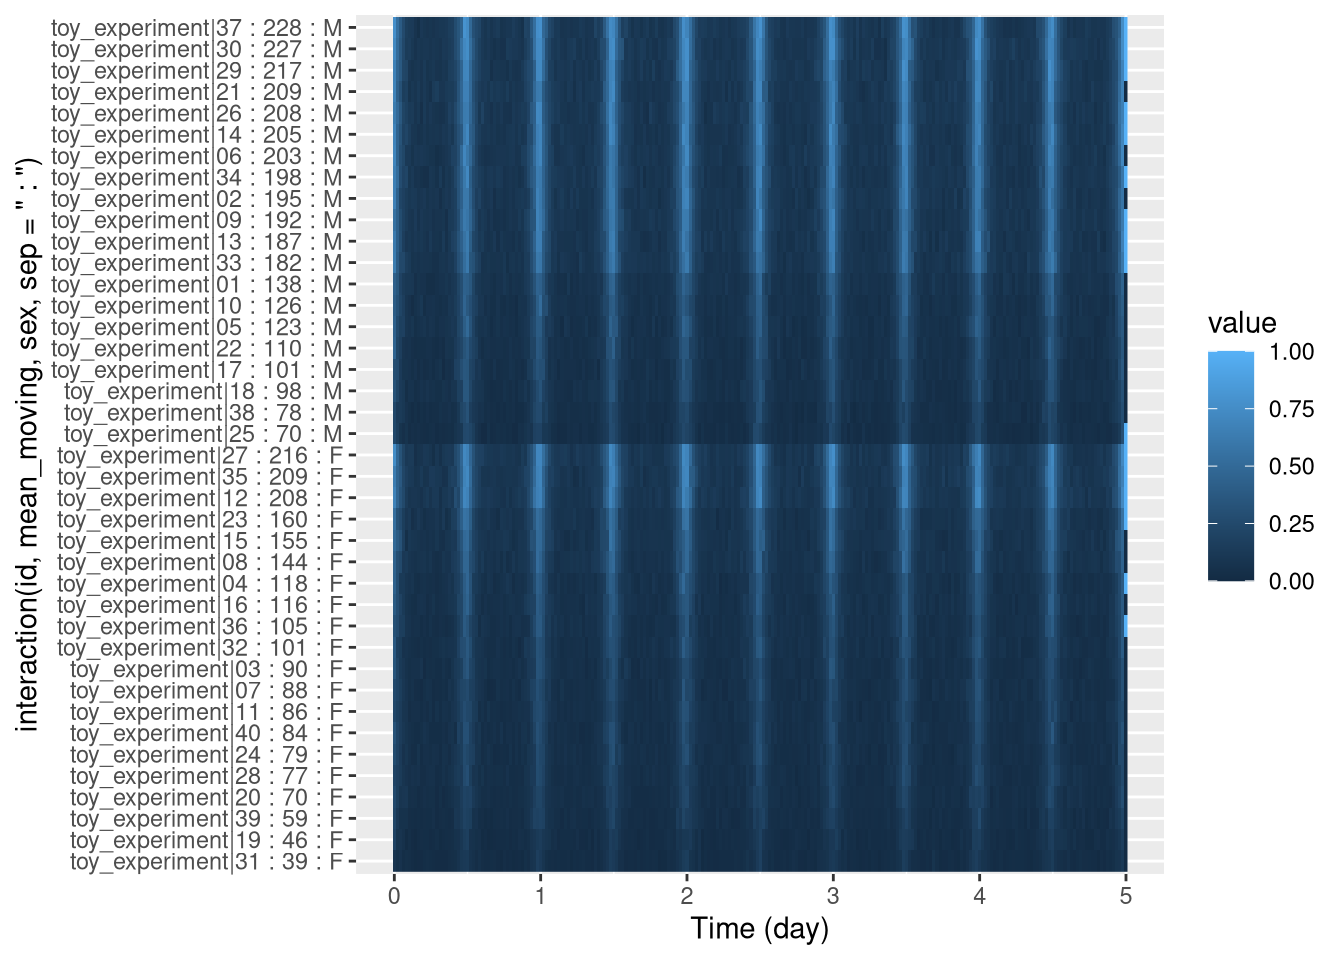 interaction(id, mean_moving, sex, sep = " : ")
toy_experiment|37 : 228 : M
toy_experiment|30 : 227 : M
toy_experiment|29 : 217 : M
toy_experiment|21 : 209 : M
toy_experiment|26 : 208 : M
toy_experiment|14 : 205 : M
toy_experiment|06 : 203 : M
toy_experiment|34 : 198 : M
toy_experiment|02 : 195 : M
toy_experiment|09 : 192 : M
toy_experiment|13 : 187 : M
toy_experiment|33 : 182 : M
toy_experiment|01 : 138 : M
toy_experiment|10 : 126 : M
toy_experiment|05 : 123 : M
toy_experiment|22 : 110 : M
toy_experiment|17 : 101 : M
toy_experiment|18 : 98 : M
toy_experiment|38 : 78 : M
toy_experiment|25 : 70 : M
toy_experiment|27 : 216 : F
toy_experiment|35 : 209 : F
toy_experiment|12 : 208 : F
toy_experiment|23 : 160 : F
toy_experiment|15 : 155 : F
toy_experiment|08 : 144 : F
toy_experiment|04 : 118 : F
toy_experiment|16 : 116 : F
toy_experiment|36 : 105 : F
toy_experiment|32 : 101 : F
toy_experiment|03 : 90 : F
toy_experiment|07 : 88 : F
toy_experiment|11 : 86 : F
toy_experiment|40 : 84 : F
toy_experiment|24 : 79 : F
toy_experiment|28 : 77 : F
toy_experiment|20 : 70 : F
toy_experiment|39 : 59 : F
toy_experiment|19 : 46 : F
toy_experiment|31 : 39 : F
0 1 2 3 4 5
Time (day)
value
1.00
0.75
0.50
0.25
0.00